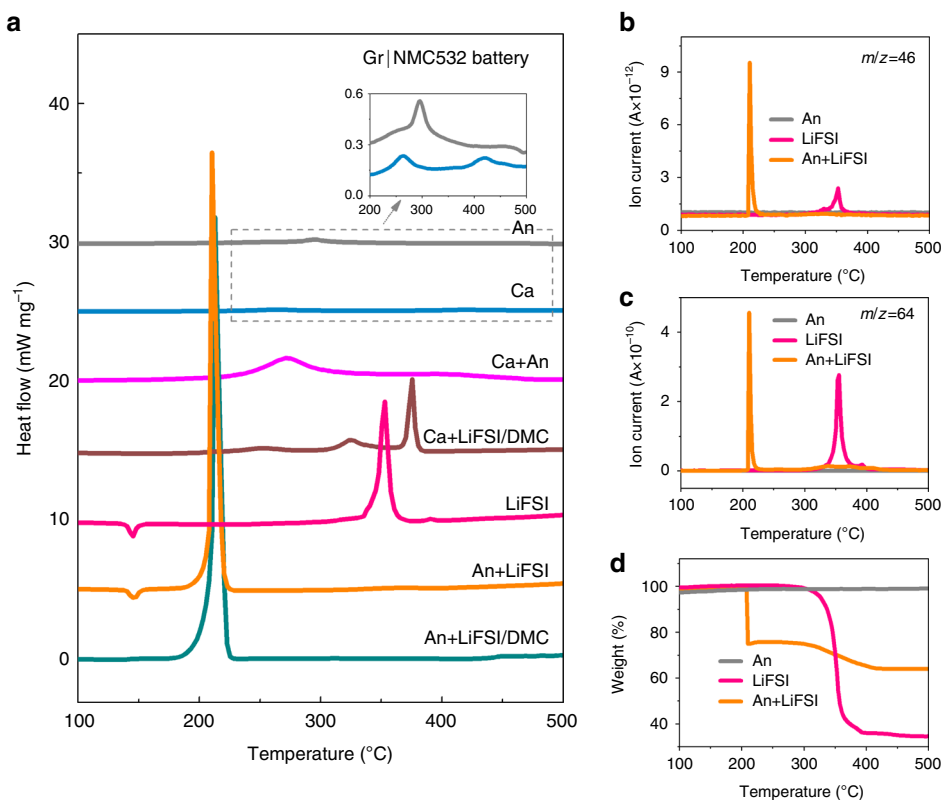 a
Gr|NMC532 battery
Heat flow (mW mg⁻¹)
40
30
20
10
0
0.6
0.3
0.0
200 300 400 500
An
Ca
Ca+An
Ca+LiFSI/DMC
LiFSI
An+LiFSI
An+LiFSI/DMC
100 200 300 400 500
Temperature (°C)
b
m/z=46
Ion current (A×10⁻¹²)
9
6
3
0
An
LiFSI
An+LiFSI
100 200 300 400 500
Temperature (°C)
c
m/z=64
Ion current (A×10⁻¹⁰)
4
2
0
An
LiFSI
An+LiFSI
100 200 300 400 500
Temperature (°C)
d
Weight (%)
100
80
60
40
An
LiFSI
An+LiFSI
100 200 300 400 500
Temperature (°C)